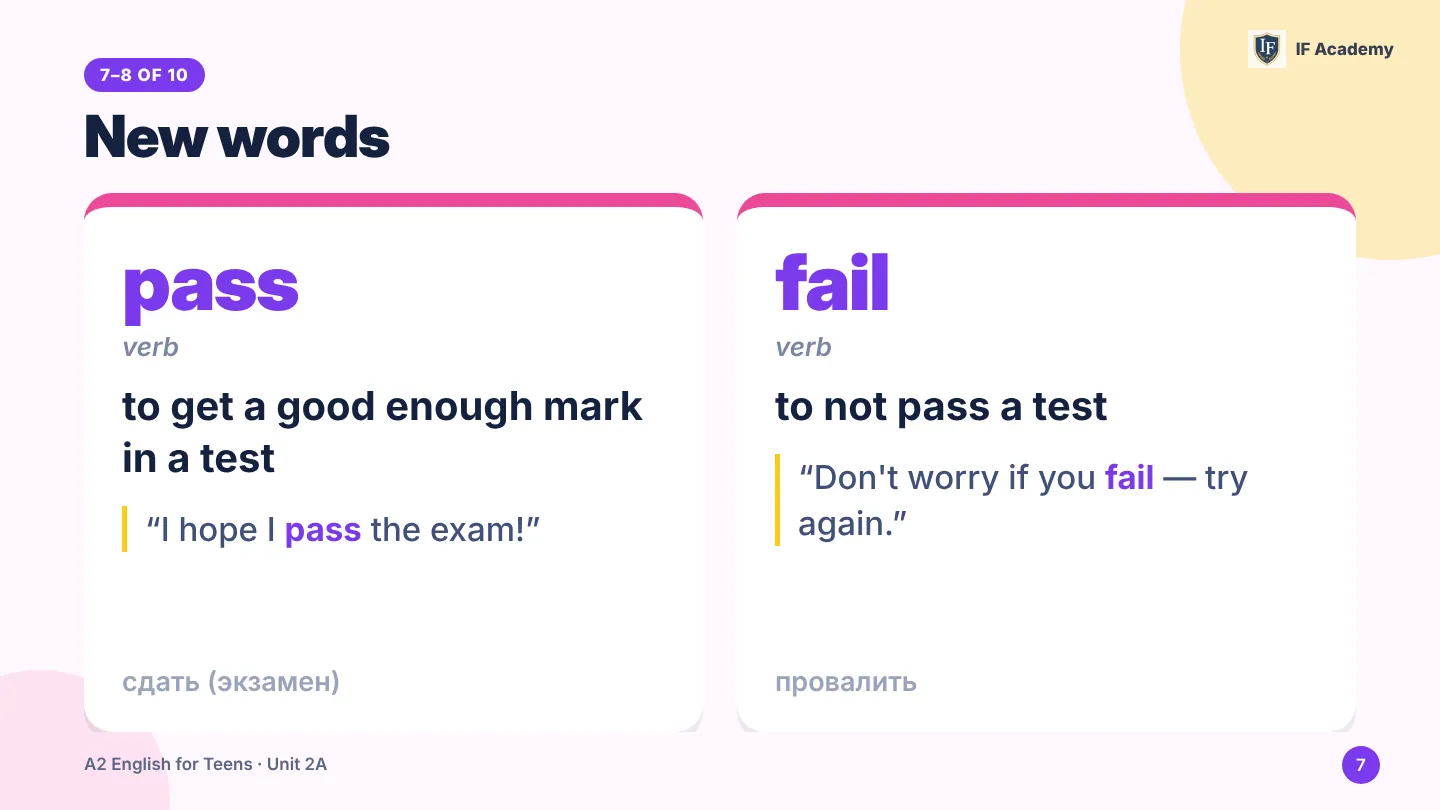 IF
IF Academy
7–8 OF 10
New words
pass
verb
to get a good enough mark
in a test
“I hope I pass the exam!”
сдать (экзамен)
fail
verb
to not pass a test
“Don't worry if you fail — try
again.”
провалить
A2 English for Teens · Unit 2A
7